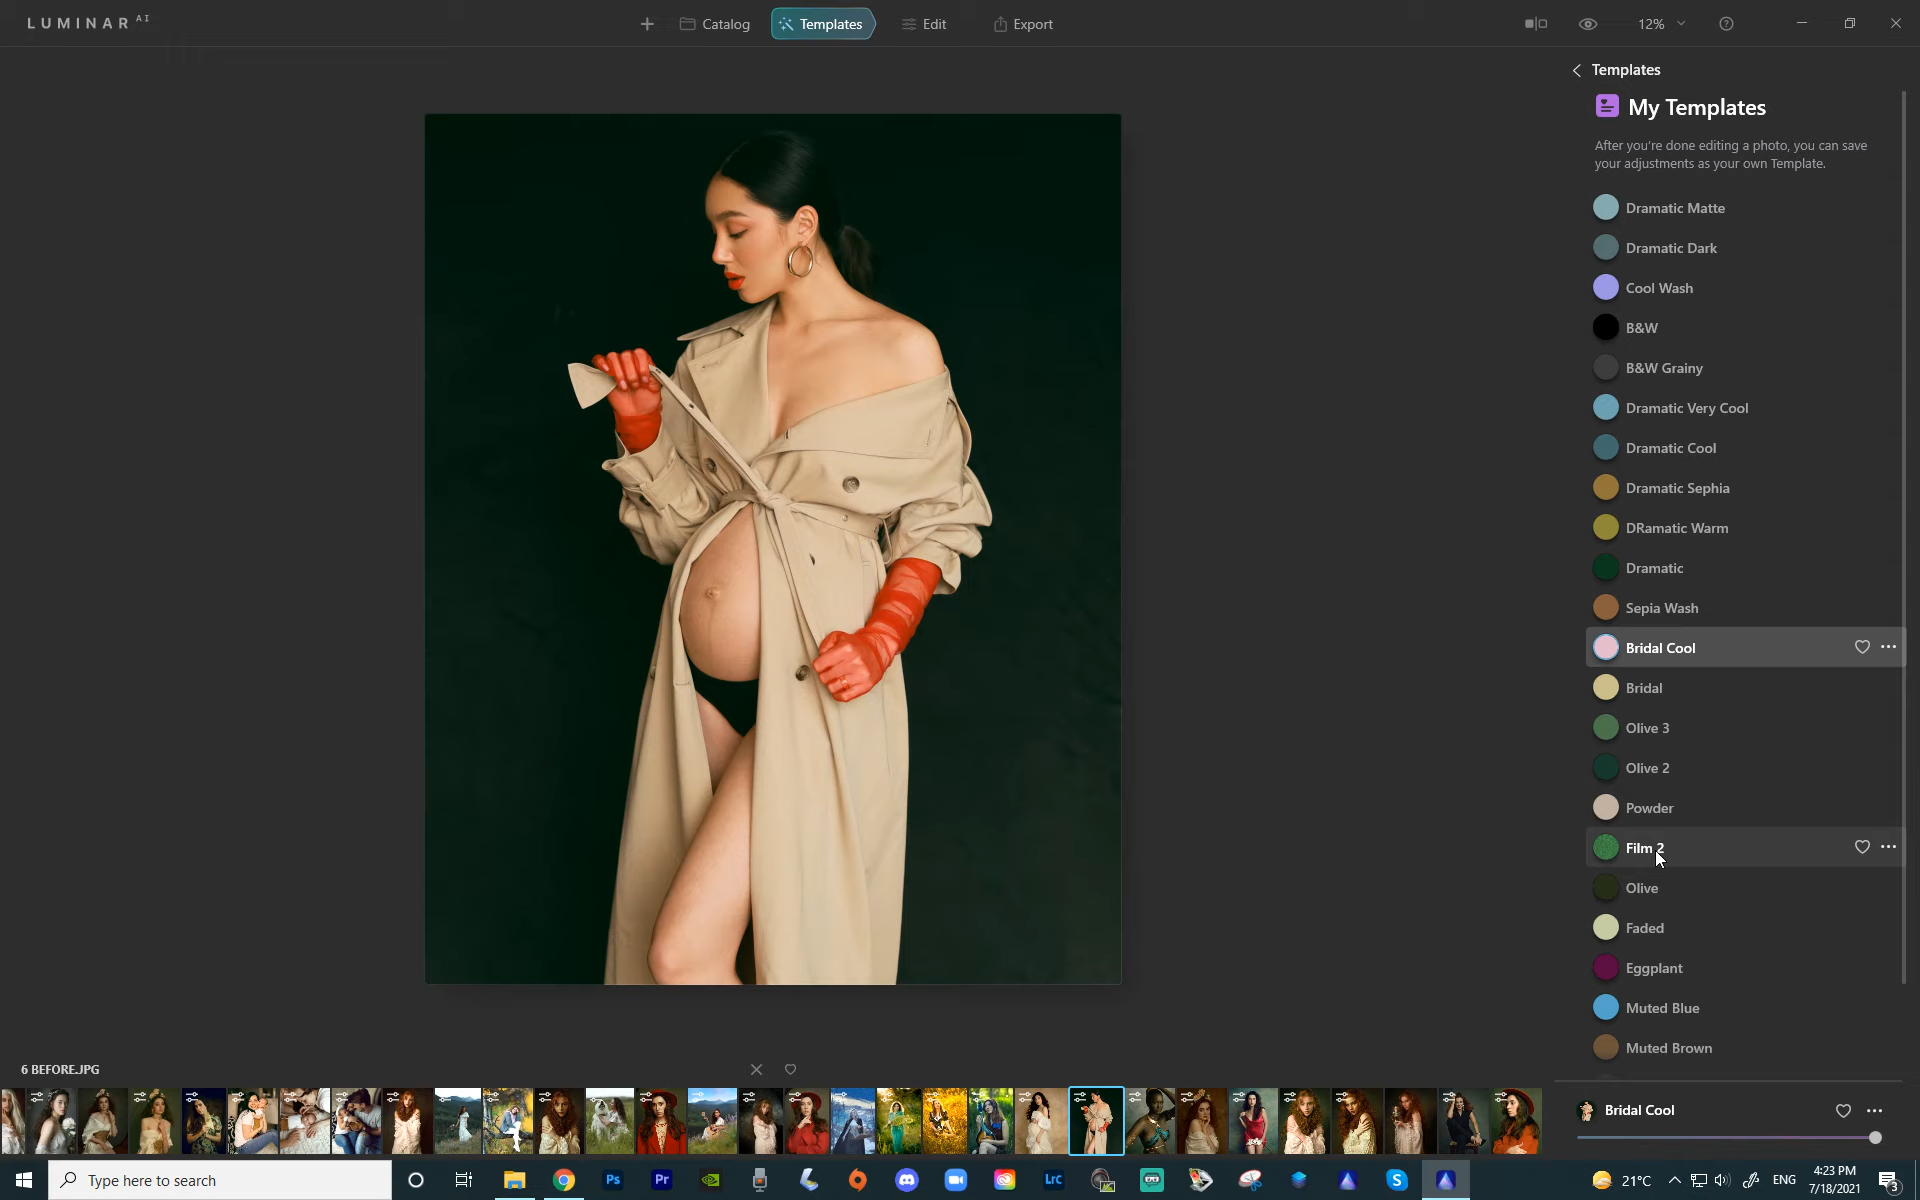 LUMINAR AI
Catalog
Templates
Edit
Export
12%
Templates
My Templates
After you're done editing a photo, you can save
your adjustments as your own Template.
Dramatic Matte
Dramatic Dark
Cool Wash
B&W
B&W Grainy
Dramatic Very Cool
Dramatic Cool
Dramatic Sephia
DRamatic Warm
Dramatic
Sepia Wash
Bridal Cool
Bridal
Olive 3
Olive 2
Powder
Film 2
Olive
Faded
Eggplant
Muted Blue
Muted Brown
6 BEFORE.JPG
Bridal Cool
Type here to search
Ps
Pr
Lrc
S
21°C
ENG
4:23 PM
7/18/2021
3